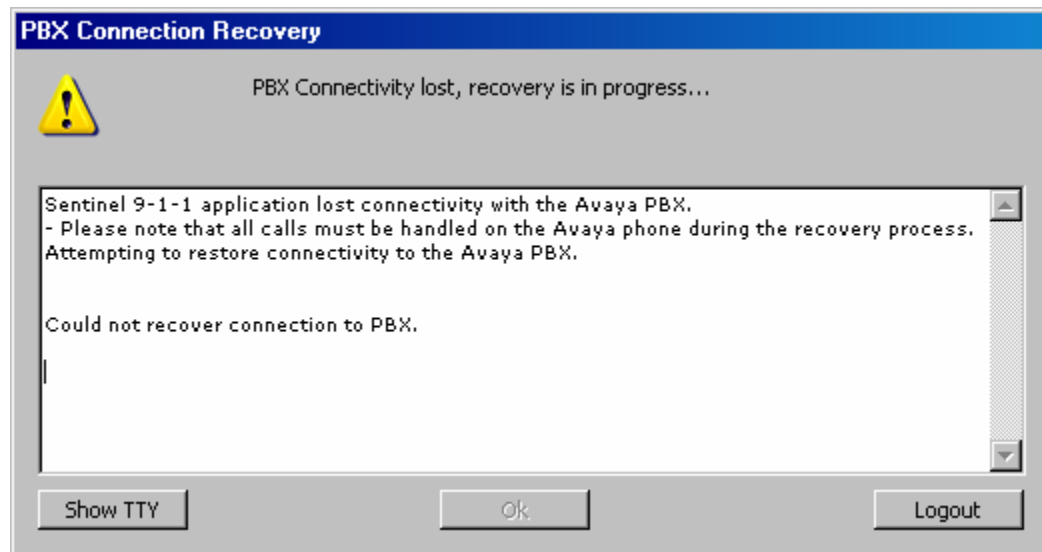 PBX Connection Recovery
PBX Connectivity lost, recovery is in progress...
Sentinel 9-1-1 application lost connectivity with the Avaya PBX.
- Please note that all calls must be handled on the Avaya phone during the recovery process.
Attempting to restore connectivity to the Avaya PBX.
Could not recover connection to PBX.
Show TTY
Ok
Logout